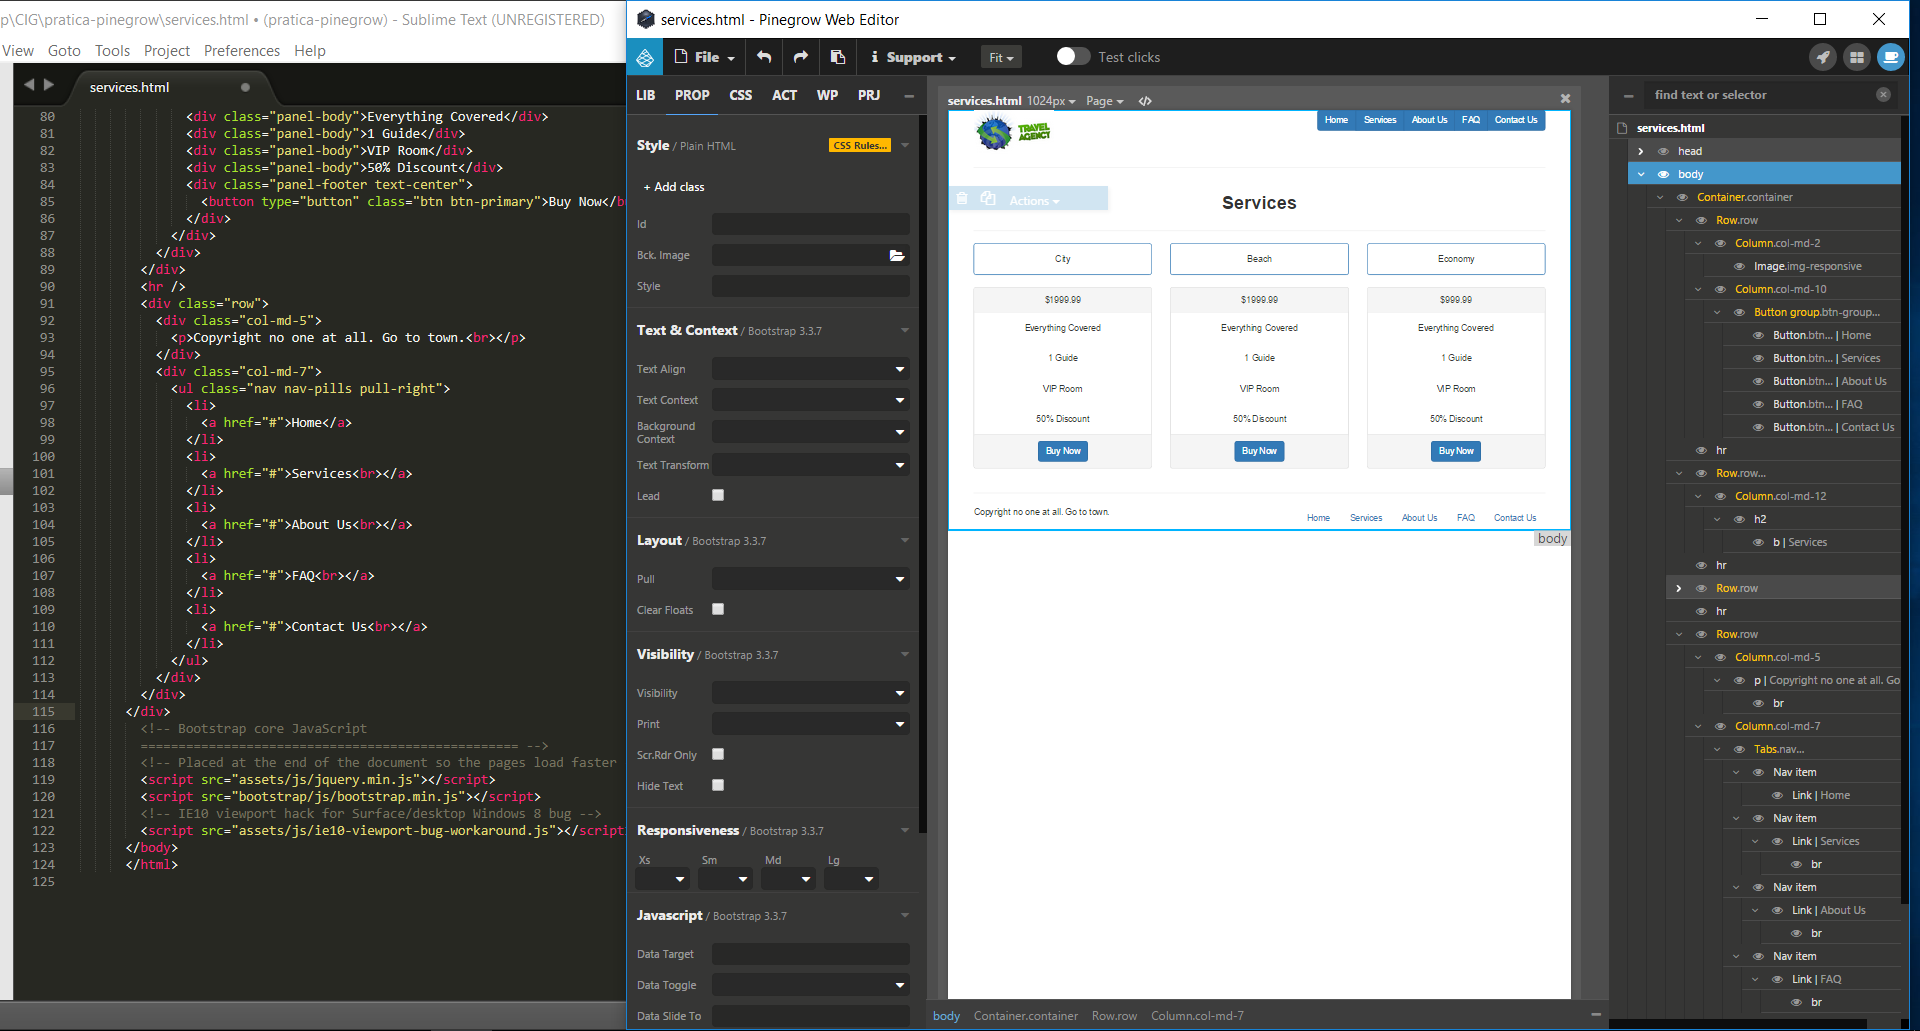 p\CIG\pratica-pinegrow\services.html • (pratica-pinegrow) - Sublime Text (UNREGISTERED)
View Goto Tools Project Preferences Help
services.html
80 <div class="panel-body">Everything Covered</div>
81 <div class="panel-body">1 Guide</div>
82 <div class="panel-body">VIP Room</div>
83 <div class="panel-body">50% Discount</div>
84 <div class="panel-footer text-center">
85 <button type="button" class="btn btn-primary">Buy Now</bu
86 </div>
87 </div>
88 </div>
89 </div>
90 <hr />
91 <div class="row">
92 <div class="col-md-5">
93 <p>Copyright no one at all. Go to town.<br></p>
94 </div>
95 <div class="col-md-7">
96 <ul class="nav nav-pills pull-right">
97 <li>
98 <a href="#">Home</a>
99 </li>
100 <li>
101 <a href="#">Services<br></a>
102 </li>
103 <li>
104 <a href="#">About Us<br></a>
105 </li>
106 <li>
107 <a href="#">FAQ<br></a>
108 </li>
109 <li>
110 <a href="#">Contact Us<br></a>
111 </li>
112 </ul>
113 </div>
114 </div>
115 </div>
116 <!-- Bootstrap core JavaScript
117 ================================================== -->
118 <!-- Placed at the end of the document so the pages load faster
119 <script src="assets/js/jquery.min.js"></script>
120 <script src="bootstrap/js/bootstrap.min.js"></script>
121 <!-- IE10 viewport hack for Surface/desktop Windows 8 bug -->
122 <script src="assets/js/ie10-viewport-bug-workaround.js"></script
123 </body>
124 </html>
125
services.html - Pinegrow Web Editor
File Support Fit Test clicks
LIB PROP CSS ACT WP PRJ
Style / Plain HTML CSS Rules...
+ Add class
Id
Bck. Image
Style
Text & Context / Bootstrap 3.3.7
Text Align
Text Context
Background
Context
Text Transform
Lead
Layout / Bootstrap 3.3.7
Pull
Clear Floats
Visibility / Bootstrap 3.3.7
Visibility
Print
Scr.Rdr Only
Hide Text
Responsiveness / Bootstrap 3.3.7
Xs Sm Md Lg
Javascript / Bootstrap 3.3.7
Data Target
Data Toggle
Data Slide To
services.html 1024px Page </>
TRAVEL
AGENCY
Home Services About Us FAQ Contact Us
Actions
Services
City Beach Economy
$1999.99 $1999.99 $999.99
Everything Covered Everything Covered Everything Covered
1 Guide 1 Guide 1 Guide
VIP Room VIP Room VIP Room
50% Discount 50% Discount 50% Discount
Buy Now Buy Now Buy Now
Copyright no one at all. Go to town.
Home Services About Us FAQ Contact Us
body
body Container.container Row.row Column.col-md-7
find text or selector
services.html
head
body
Container.container
Row.row
Column.col-md-2
Image.img-responsive
Column.col-md-10
Button group.btn-group...
Button.btn... | Home
Button.btn... | Services
Button.btn... | About Us
Button.btn... | FAQ
Button.btn... | Contact Us
hr
Row.row...
Column.col-md-12
h2
b | Services
hr
Row.row
hr
Row.row
Column.col-md-5
p | Copyright no one at all. Go
br
Column.col-md-7
Tabs.nav...
Nav item
Link | Home
Nav item
Link | Services
br
Nav item
Link | About Us
br
Nav item
Link | FAQ
br